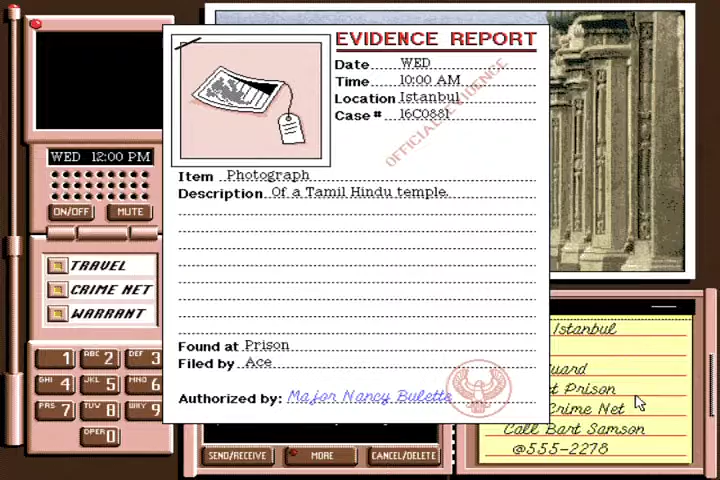 EVIDENCE REPORT
Date WED
Time 10:00 AM
Location Istanbul
Case # 16C0881
OFFICIAL EVIDENCE
Item Photograph
Description Of a Tamil Hindu temple.
Found at Prison
Filed by Ace
Authorized by: Major Nancy Bulette
WED 12:00 PM
ON/OFF MUTE
TRAVEL
CRIME NET
WARRANT
1 ABC 2 DEF 3
GHI 4 JKL 5 MNO 6
PRS 7 TUV 8 WXY 9
OPER 0
SEND/RECEIVE MORE CANCEL/DELETE
Istanbul
uard
t Prison
Crime Net
Call Bart Samson
@555-2278